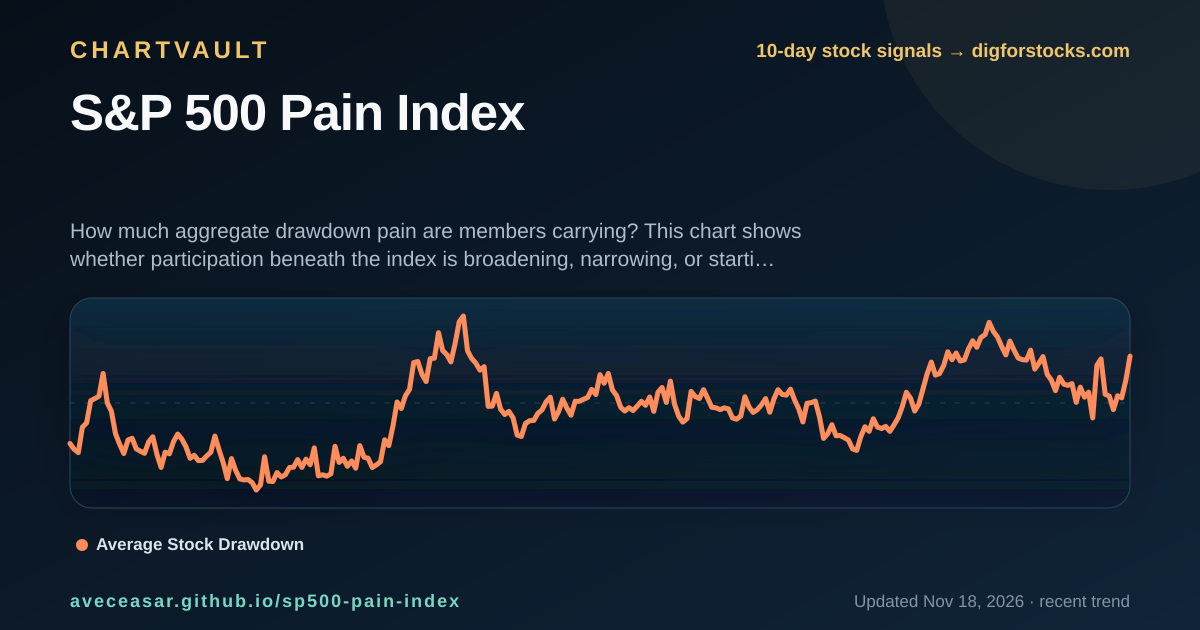 CHARTVAULT
10-day stock signals → digforstocks.com
S&P 500 Pain Index
How much aggregate drawdown pain are members carrying? This chart shows
whether participation beneath the index is broadening, narrowing, or starti…
Average Stock Drawdown
aveceasar.github.io/sp500-pain-index
Updated Nov 18, 2026 · recent trend